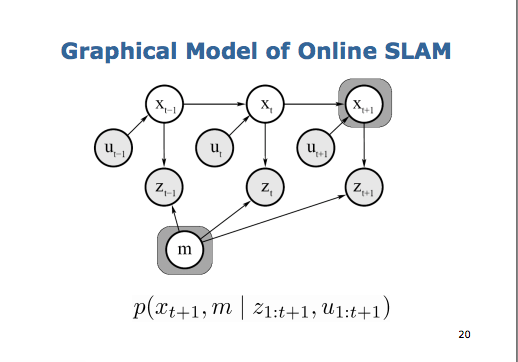 Graphical Model of Online SLAM
x_{t-1} x_t x_{t+1}
u_{t-1} u_t u_{t+1}
z_{t-1} z_t z_{t+1}
m
p(x_{t+1}, m | z_{1:t+1}, u_{1:t+1})
20